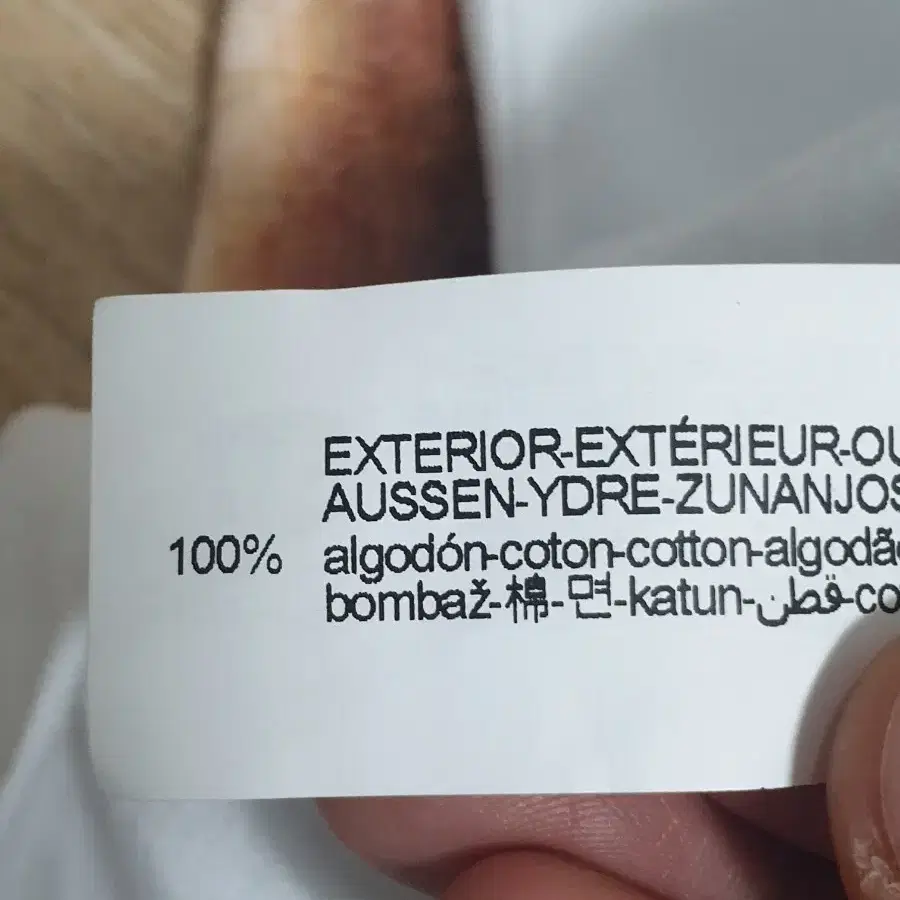 EXTERIOR-EXTÉRIEUR-OU
AUSSEN-YDRE-ZUNANJOS
100% algodón-coton-cotton-algodã
bombaž-棉-면-katun-قطن-co